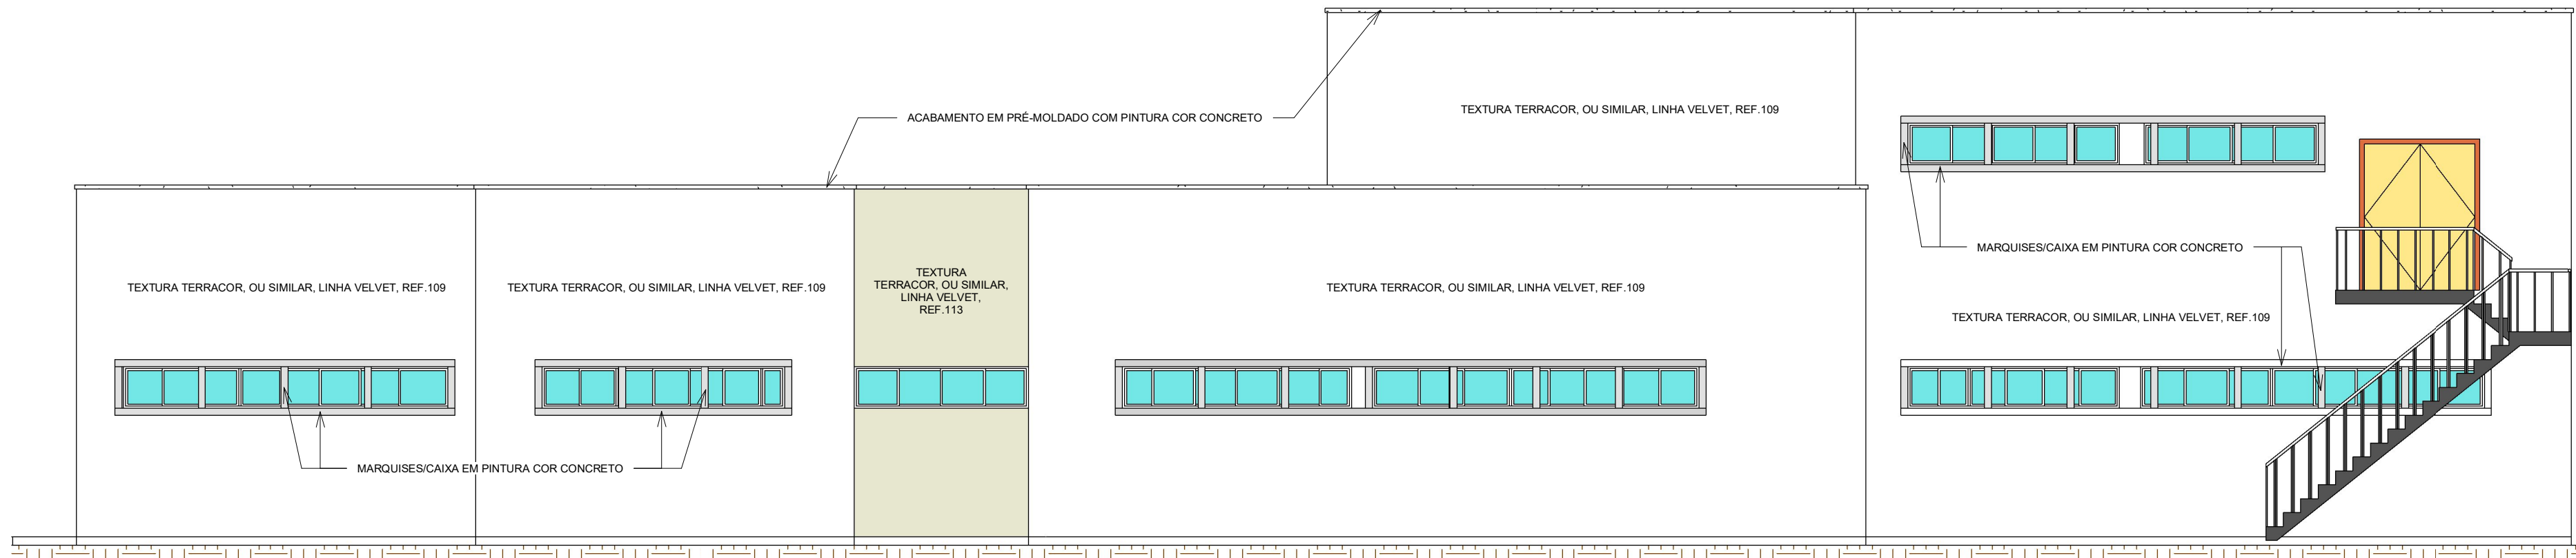 TEXTURA TERRACOR, OU SIMILAR, LINHA VELVET, REF.109
ACABAMENTO EM PRÉ-MOLDADO COM PINTURA COR CONCRETO
MARQUISES/CAIXA EM PINTURA COR CONCRETO
TEXTURA
TERRACOR, OU SIMILAR,
LINHA VELVET,
REF.113
TEXTURA TERRACOR, OU SIMILAR, LINHA VELVET, REF.109
TEXTURA TERRACOR, OU SIMILAR, LINHA VELVET, REF.109
TEXTURA TERRACOR, OU SIMILAR, LINHA VELVET, REF.109
TEXTURA TERRACOR, OU SIMILAR, LINHA VELVET, REF.109
MARQUISES/CAIXA EM PINTURA COR CONCRETO